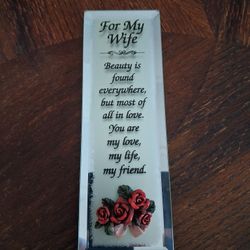 For My
Wife
Beauty is
found
everywhere,
but most of
all in love.
You are
my love,
my life,
my friend.